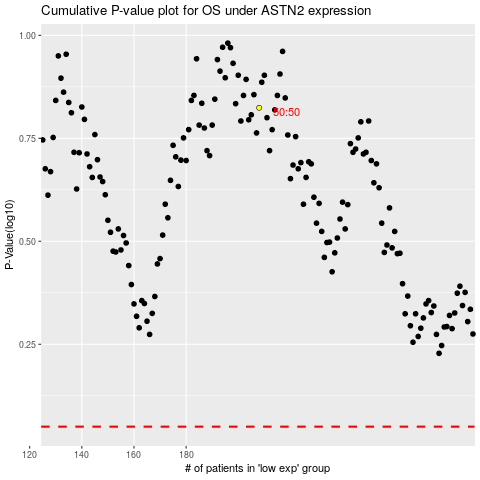 Cumulative P-value plot for OS under ASTN2 expression
P-Value(log10)
1.00
0.75
0.50
0.25
50:50
120 140 160 180
# of patients in 'low exp' group